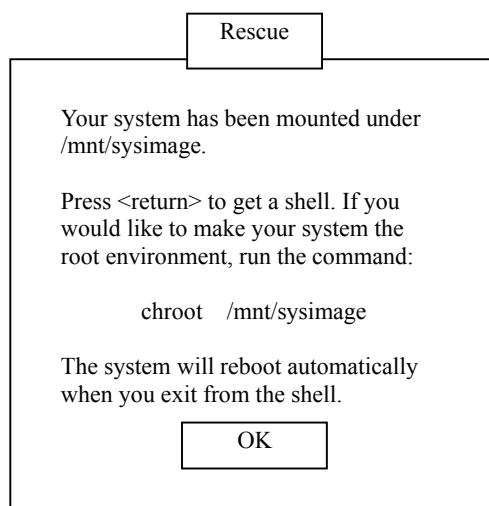 Rescue
Your system has been mounted under
/mnt/sysimage.
Press <return> to get a shell. If you
would like to make your system the
root environment, run the command:
chroot /mnt/sysimage
The system will reboot automatically
when you exit from the shell.
OK